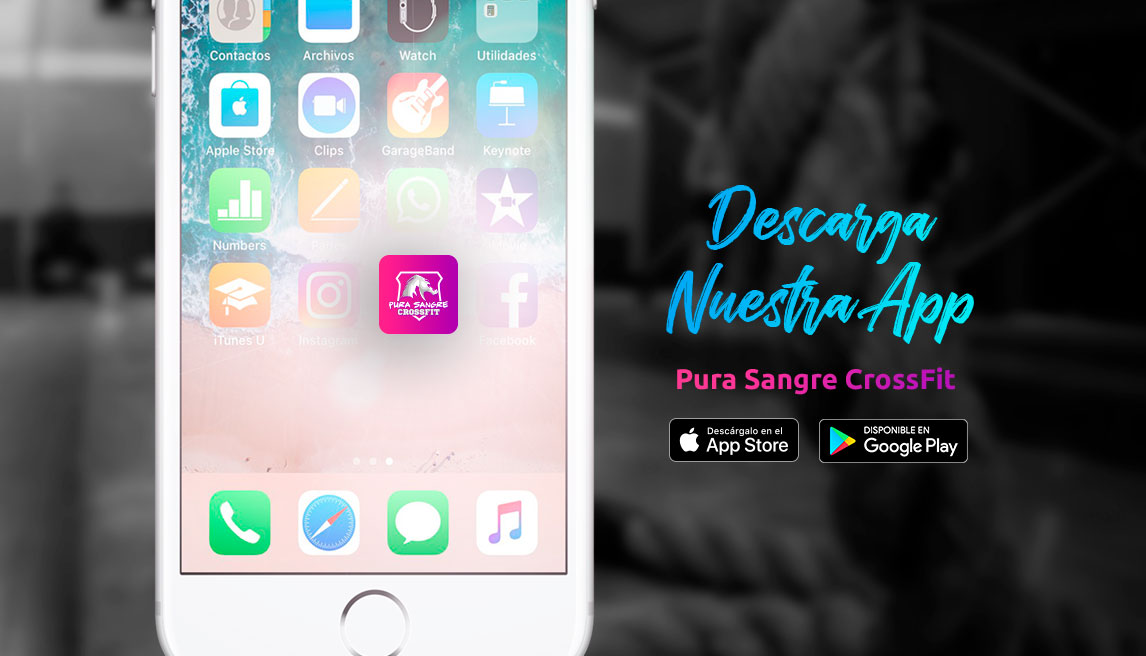 Contactos
Archivos
Watch
Utilidades
Apple Store
Clips
GarageBand
Keynote
Numbers
iTunes U
Instagram
Facebook
PURA SANGRE
CROSSFIT
Descarga
Nuestra App
Pura Sangre CrossFit
Descárgalo en el
App Store
DISPONIBLE EN
Google Play